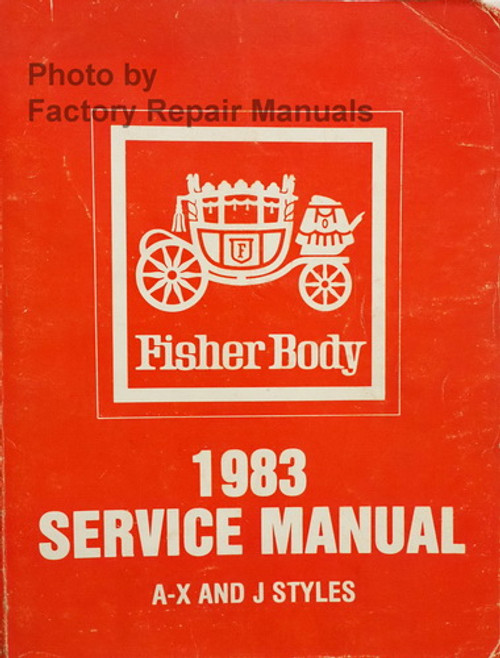 Photo by
Factory Repair Manuals
F
Fisher Body
1983
SERVICE MANUAL
A-X AND J STYLES